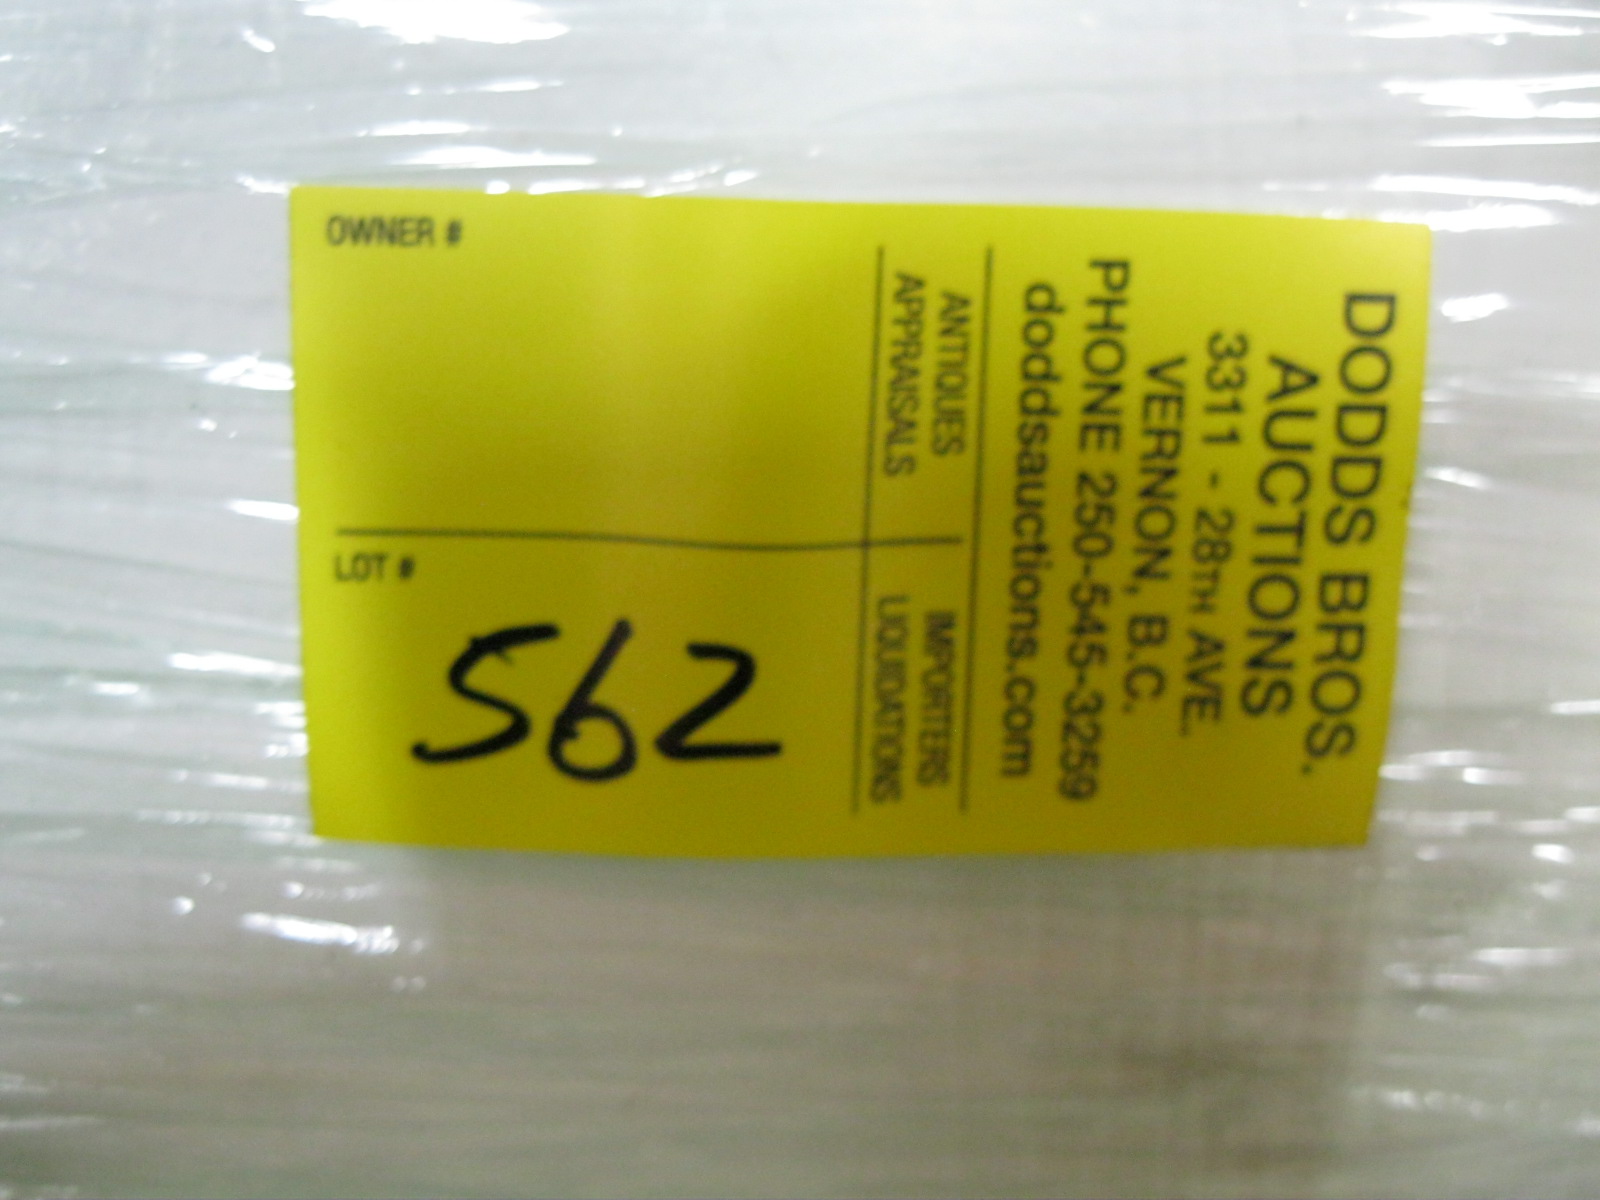 DODDS BROS.
AUCTIONS
3311 - 28TH AVE.
VERNON, B.C.
PHONE 250-545-3259
doddsauctions.com
ANTIQUES IMPORTERS
APPRAISALS LIQUIDATIONS
OWNER #
LOT #
562